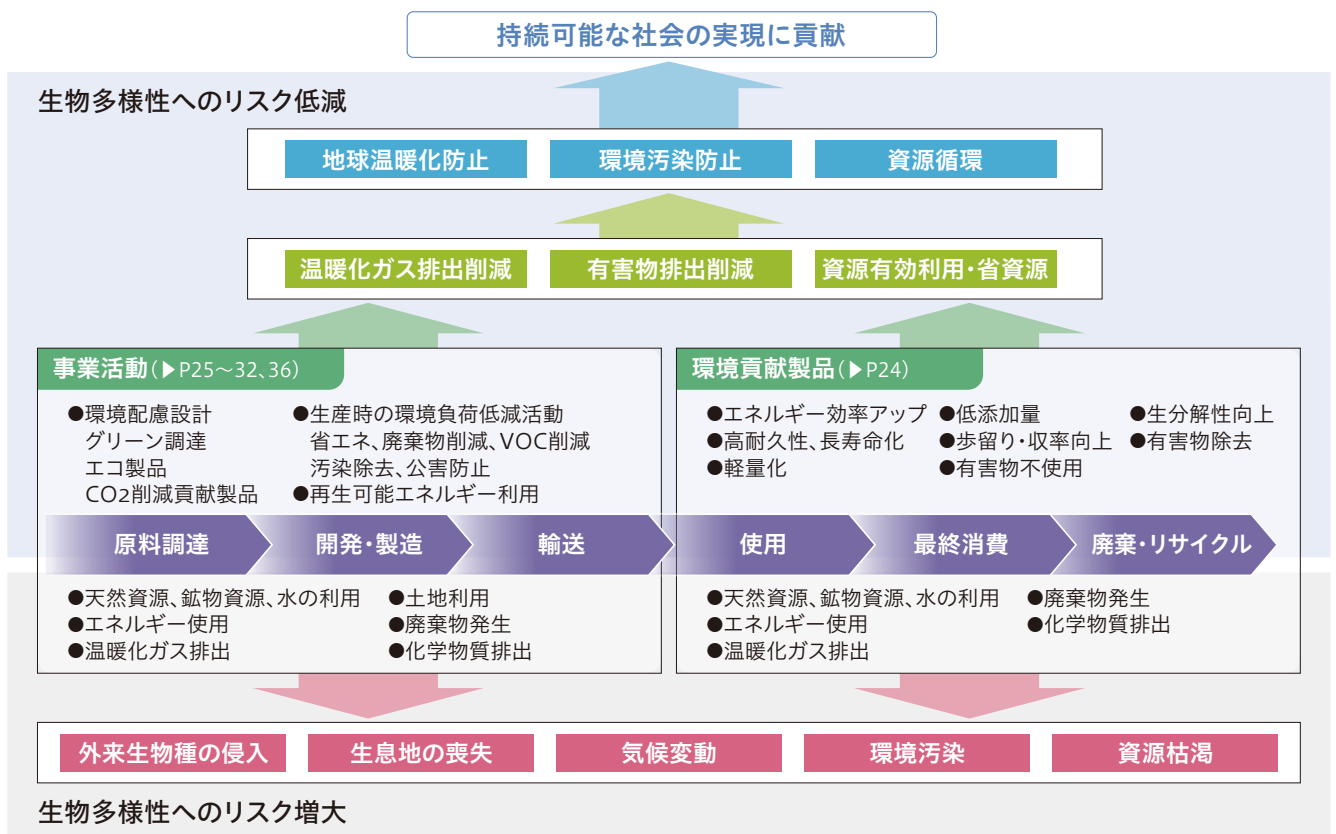 持続可能な社会の実現に貢献
生物多様性へのリスク低減
地球温暖化防止
環境汚染防止
資源循環
温暖化ガス排出削減
有害物排出削減
資源有効利用・省資源
事業活動(▶P25〜32、36)
●環境配慮設計
グリーン調達
エコ製品
CO2削減貢献製品
●生産時の環境負荷低減活動
省エネ、廃棄物削減、VOC削減
汚染除去、公害防止
●再生可能エネルギー利用
環境貢献製品(▶P24)
●エネルギー効率アップ
●高耐久性、長寿命化
●軽量化
●低添加量
●歩留り・収率向上
●有害物不使用
●生分解性向上
●有害物除去
原料調達
開発・製造
輸送
使用
最終消費
廃棄・リサイクル
●天然資源、鉱物資源、水の利用
●エネルギー使用
●温暖化ガス排出
●土地利用
●廃棄物発生
●化学物質排出
●天然資源、鉱物資源、水の利用
●エネルギー使用
●温暖化ガス排出
●廃棄物発生
●化学物質排出
外来生物種の侵入
生息地の喪失
気候変動
環境汚染
資源枯渇
生物多様性へのリスク増大